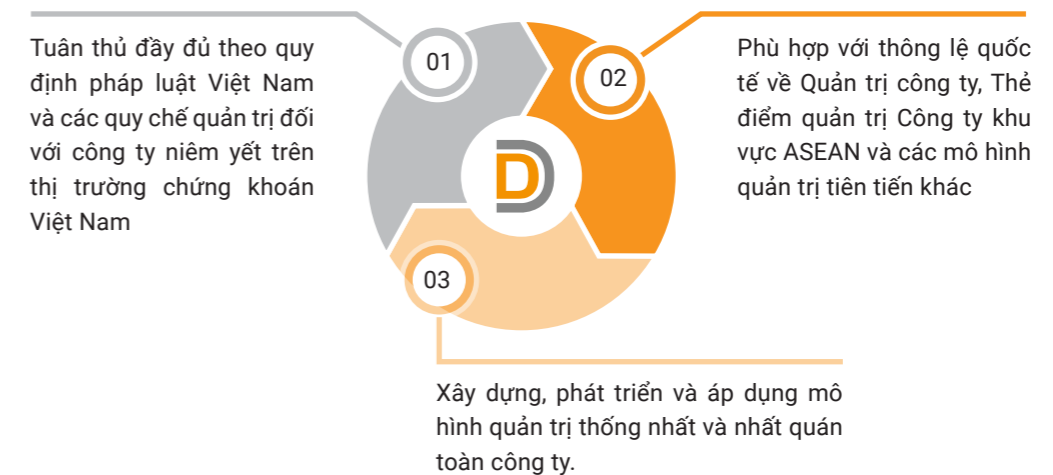 01
Tuân thủ đầy đủ theo quy
định pháp luật Việt Nam
và các quy chế quản trị đối
với công ty niêm yết trên
thị trường chứng khoán
Việt Nam
02
Phù hợp với thông lệ quốc
tế về Quản trị công ty, Thẻ
điểm quản trị Công ty khu
vực ASEAN và các mô hình
quản trị tiên tiến khác
D
03
Xây dựng, phát triển và áp dụng mô
hình quản trị thống nhất và nhất quán
toàn công ty.